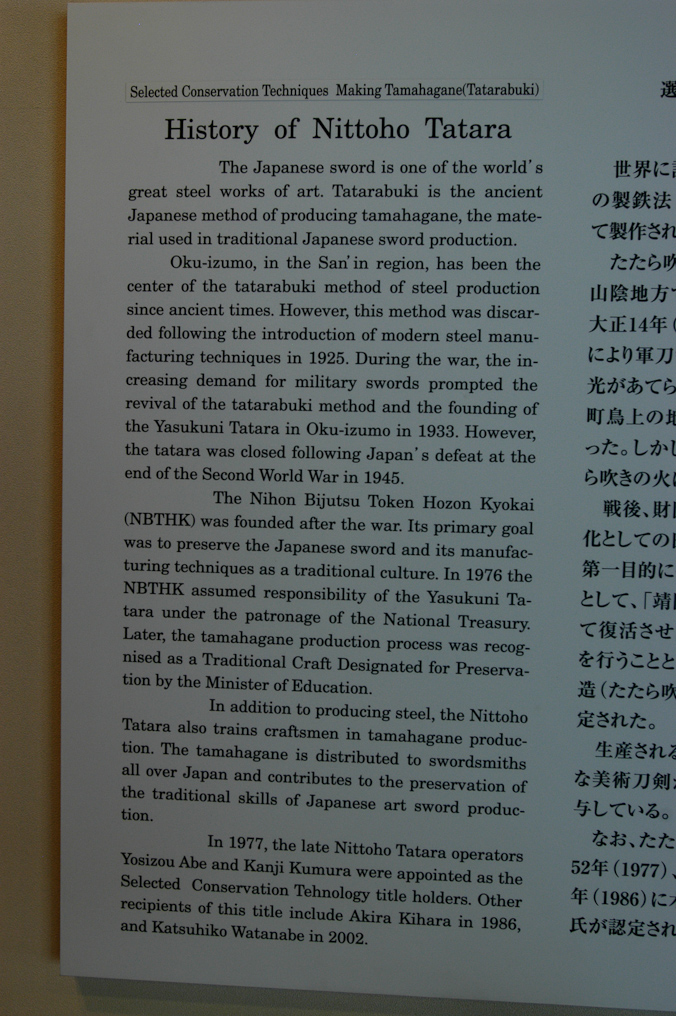 Selected Conservation Techniques Making Tamahagane(Tatarabuki)
History of Nittoho Tatara
The Japanese sword is one of the world's
great steel works of art. Tatarabuki is the ancient
Japanese method of producing tamahagane, the mate-
rial used in traditional Japanese sword production.
Oku-izumo, in the San'in region, has been the
center of the tatarabuki method of steel production
since ancient times. However, this method was discar-
ded following the introduction of modern steel manu-
facturing techniques in 1925. During the war, the in-
creasing demand for military swords prompted the
revival of the tatarabuki method and the founding of
the Yasukuni Tatara in Oku-izumo in 1933. However,
the tatara was closed following Japan's defeat at the
end of the Second World War in 1945.
The Nihon Bijutsu Token Hozon Kyokai
(NBTHK) was founded after the war. Its primary goal
was to preserve the Japanese sword and its manufac-
turing techniques as a traditional culture. In 1976 the
NBTHK assumed responsibility of the Yasukuni Ta-
tara under the patronage of the National Treasury.
Later, the tamahagane production process was recog-
nised as a Traditional Craft Designated for Preserva-
tion by the Minister of Education.
In addition to producing steel, the Nittoho
Tatara also trains craftsmen in tamahagane produc-
tion. The tamahagane is distributed to swordsmiths
all over Japan and contributes to the preservation of
the traditional skills of Japanese art sword produc-
tion.
In 1977, the late Nittoho Tatara operators
Yosizou Abe and Kanji Kumura were appointed as the
Selected Conservation Tehnology title holders. Other
recipients of this title include Akira Kihara in 1986,
and Katsuhiko Watanabe in 2002.
選
世界に
の製鉄法
て製作され
たたら吹
山陰地方
大正14年(
により軍刀
光があてら
町鳥上の地
った。しかし
ら吹きの火
戦後、財
化としての
第一目的に
として、「靖
て復活させ
を行うことと
造(たたら吹
定された。
生産される
な美術刀剣
与している。
なお、たた
52年(1977)、
年(1986)に木
氏が認定され